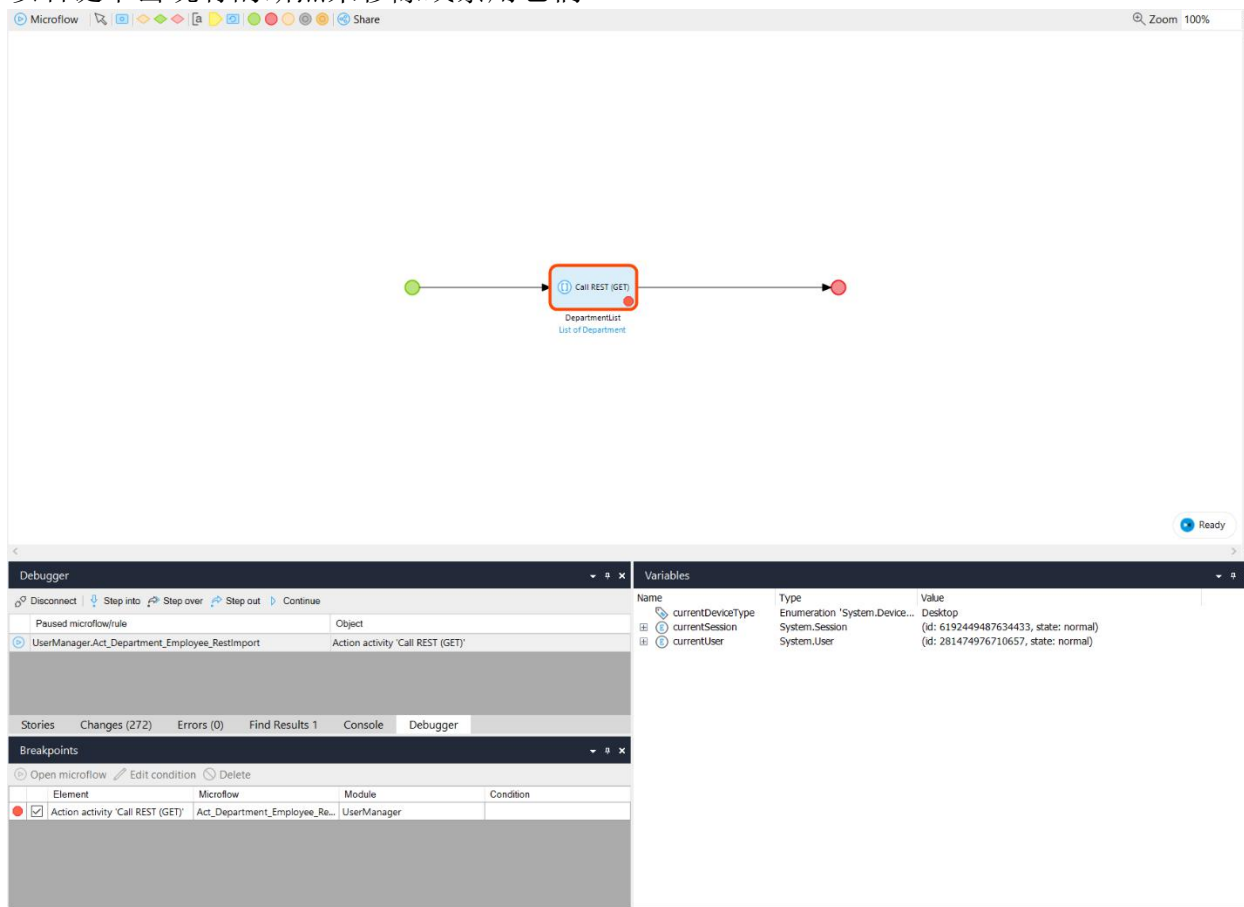 Microflow Share Zoom 100%
Call REST (GET)
DepartmentList
List of Department
Ready
Debugger
Disconnect Step into Step over Step out Continue
Paused microflow/rule Object
UserManager.Act_Department_Employee_RestImport Action activity 'Call REST (GET)'
Stories Changes (272) Errors (0) Find Results 1 Console Debugger
Breakpoints
Open microflow Edit condition Delete
Element Microflow Module Condition
Action activity 'Call REST (GET)' Act_Department_Employee_Re... UserManager
Variables
Name Type Value
currentDeviceType Enumeration 'System.Device... Desktop
currentSession System.Session (id: 6192449487634433, state: normal)
currentUser System.User (id: 281474976710657, state: normal)